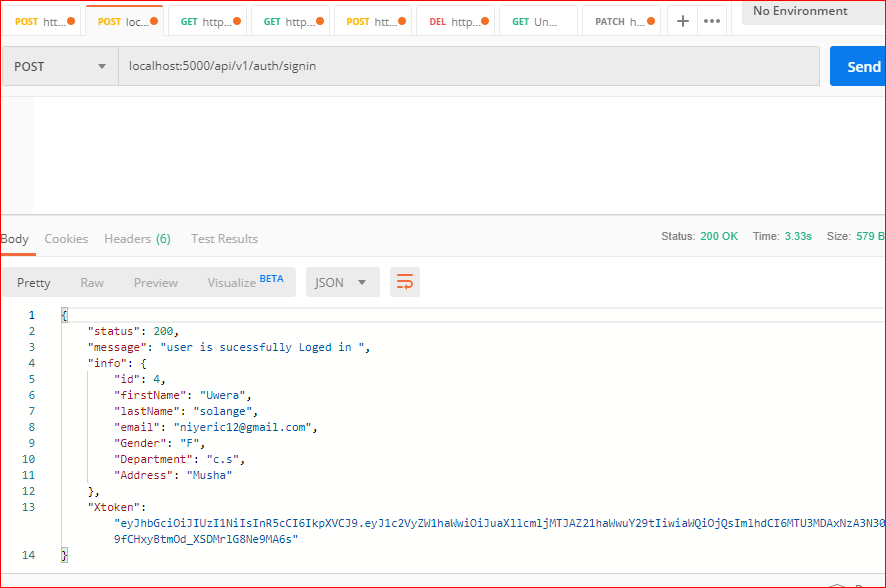 POST htt... POST loc... GET http... GET http... POST htt... DEL http... GET Un... PATCH h... + ••• No Environment
POST localhost:5000/api/v1/auth/signin Send
Body Cookies Headers (6) Test Results Status: 200 OK Time: 3.33s Size: 579 B
Pretty Raw Preview Visualize BETA JSON
1 {
2 "status": 200,
3 "message": "user is sucessfully Loged in ",
4 "info": {
5 "id": 4,
6 "firstName": "Uwera",
7 "lastName": "solange",
8 "email": "niyeric12@gmail.com",
9 "Gender": "F",
10 "Department": "c.s",
11 "Address": "Musha"
12 },
13 "Xtoken":
"eyJhbGciOiJIUzI1NiIsInR5cCI6IkpXVCJ9.eyJ1c2VyZW1haWwiOiJuaXllcmljMTJAZ21haWwuY29tIiwiaWQiOjQsImlhdCI6MTU3MDAxNzA3N30
9fCHxyBtmOd_XSDMrlG8Ne9MA6s"
14 }